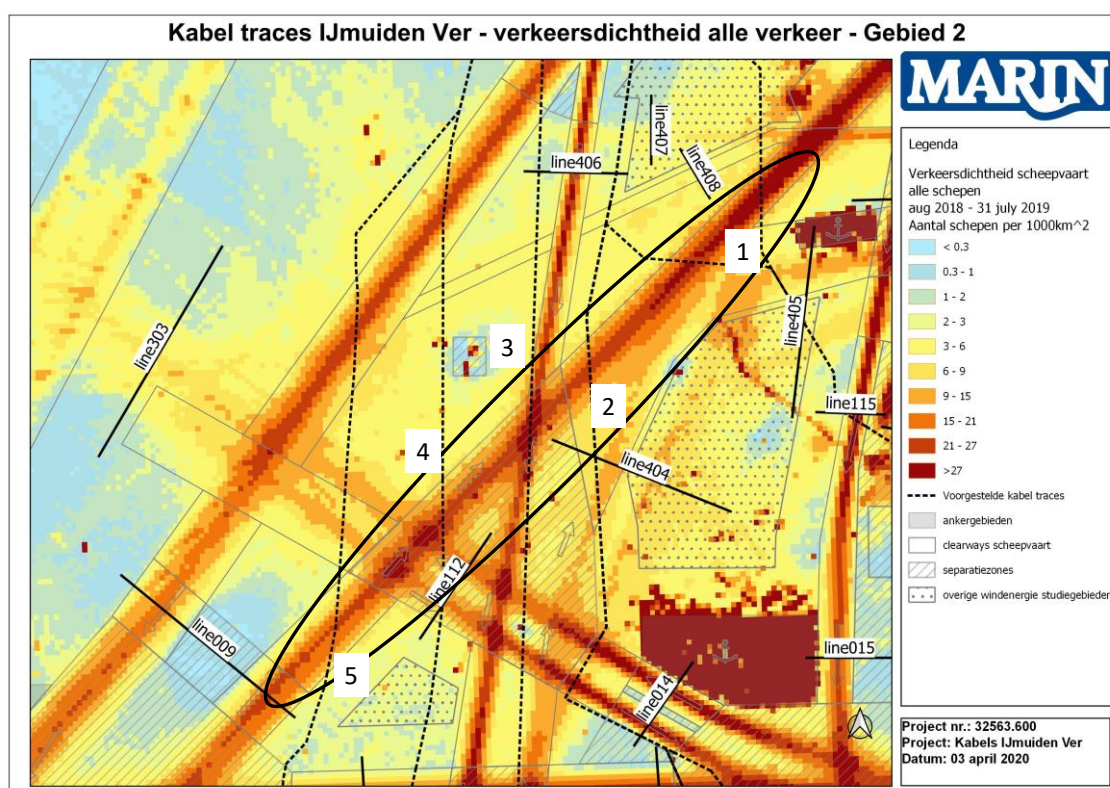 Kabel traces IJmuiden Ver - verkeersdichtheid alle verkeer - Gebied 2
MARIN
Legenda
Verkeersdichtheid scheepvaart
alle schepen
aug 2018 - 31 july 2019
Aantal schepen per 1000km^2
< 0.3
0.3 - 1
1 - 2
2 - 3
3 - 6
6 - 9
9 - 15
15 - 21
21 - 27
>27
Voorgestelde kabel traces
ankergebieden
clearways scheepvaart
separatiezones
overige windenergie studiegebieden
Project nr.: 32563.600
Project: Kabels IJmuiden Ver
Datum: 03 april 2020
line407
line406
line408
1
line303
line405
3
2
line115
4
line404
line112
line009
5
line014
line015